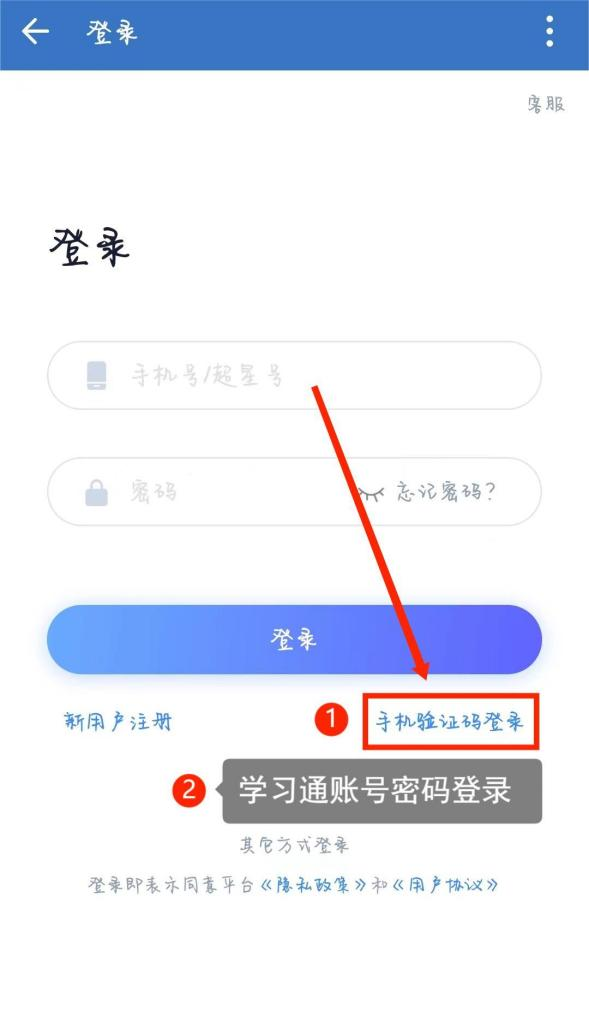 登录
客服
登录
手机号/超星号
密码 忘记密码?
登录
新用户注册 1 手机验证码登录
2 学习通账号密码登录
其它方式登录
登录即表示同意平台《隐私政策》和《用户协议》